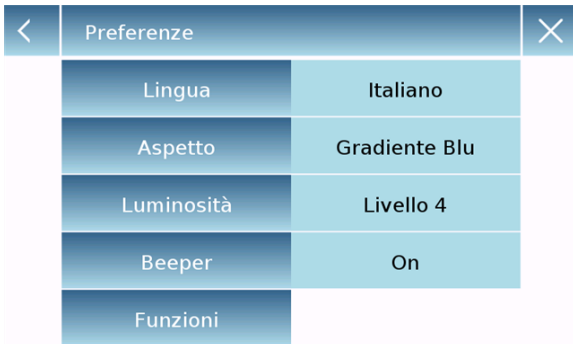 Preferenze
Lingua Italiano
Aspetto Gradiente Blu
Luminosità Livello 4
Beeper On
Funzioni